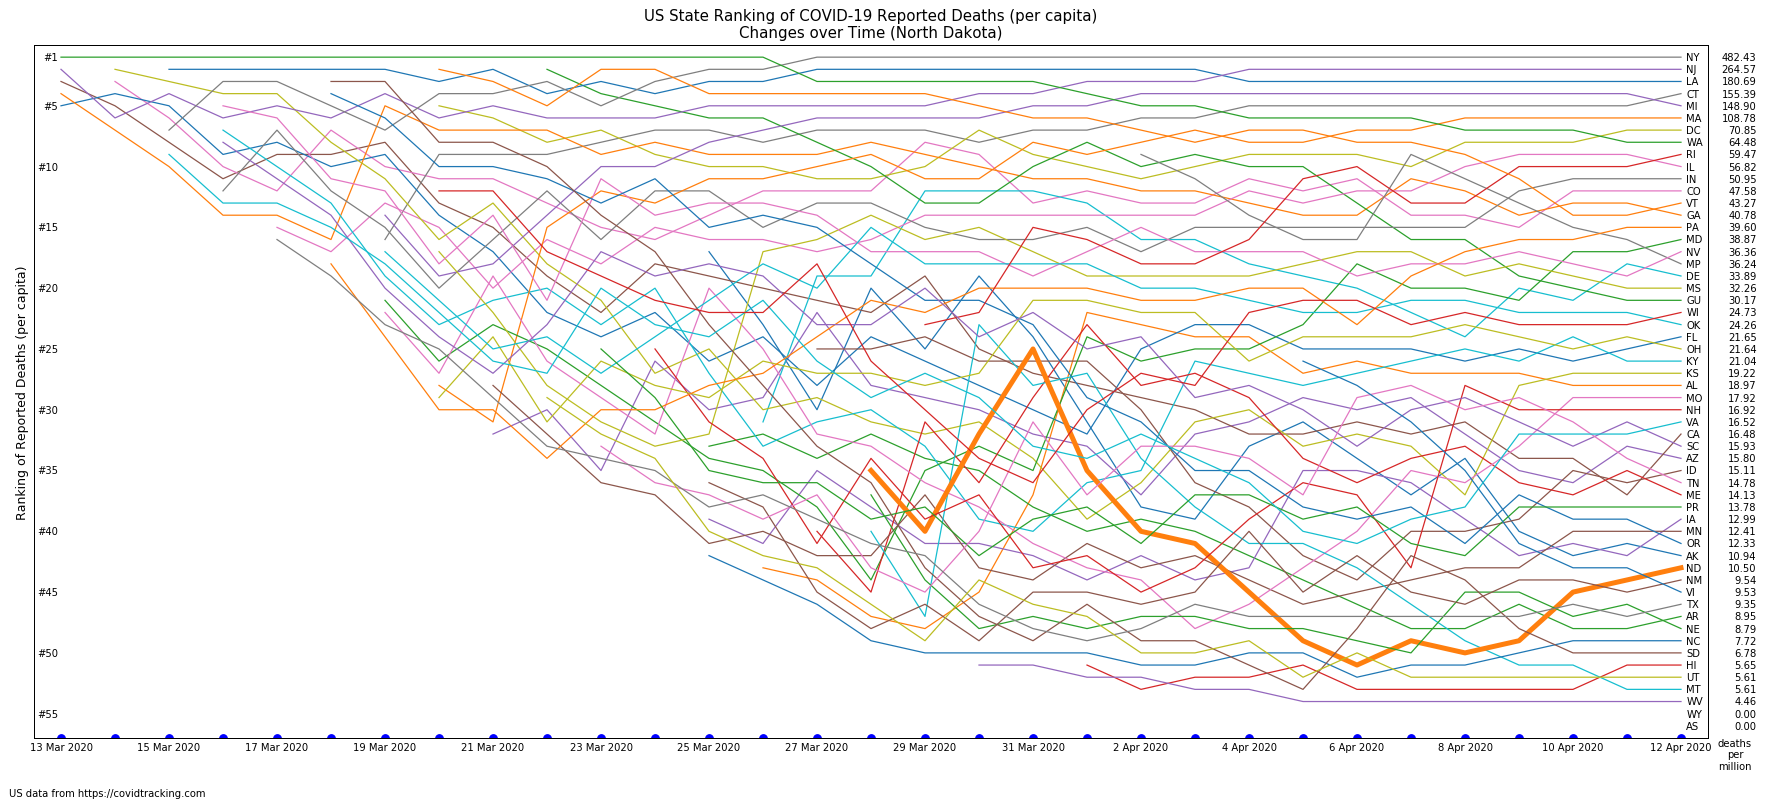 US State Ranking of COVID-19 Reported Deaths (per capita)
Changes over Time (North Dakota)
Ranking of Reported Deaths (per capita)
#1
#5
#10
#15
#20
#25
#30
#35
#40
#45
#50
#55
NY 482.43
NJ 264.57
LA 180.69
CT 155.39
MI 148.90
MA 108.78
DC 70.85
WA 64.48
RI 59.47
IL 56.82
IN 50.95
CO 47.58
VT 43.27
GA 40.78
PA 39.60
MD 38.87
NV 36.36
MP 36.24
DE 33.89
MS 32.26
GU 30.17
WI 24.73
OK 24.26
FL 21.65
OH 21.64
KY 21.04
KS 19.22
AL 18.97
MO 17.92
NH 16.92
VA 16.52
CA 16.48
SC 15.93
AZ 15.80
ID 15.11
TN 14.78
ME 14.13
PR 13.78
IA 12.99
MN 12.41
OR 12.33
AK 10.94
ND 10.50
NM 9.54
VI 9.53
TX 9.35
AR 8.95
NE 8.79
NC 7.72
SD 6.78
HI 5.65
UT 5.61
MT 5.61
WV 4.46
WY 0.00
AS 0.00
13 Mar 2020 15 Mar 2020 17 Mar 2020 19 Mar 2020 21 Mar 2020 23 Mar 2020 25 Mar 2020 27 Mar 2020 29 Mar 2020 31 Mar 2020 2 Apr 2020 4 Apr 2020 6 Apr 2020 8 Apr 2020 10 Apr 2020 12 Apr 2020
deaths
per
million
US data from https://covidtracking.com